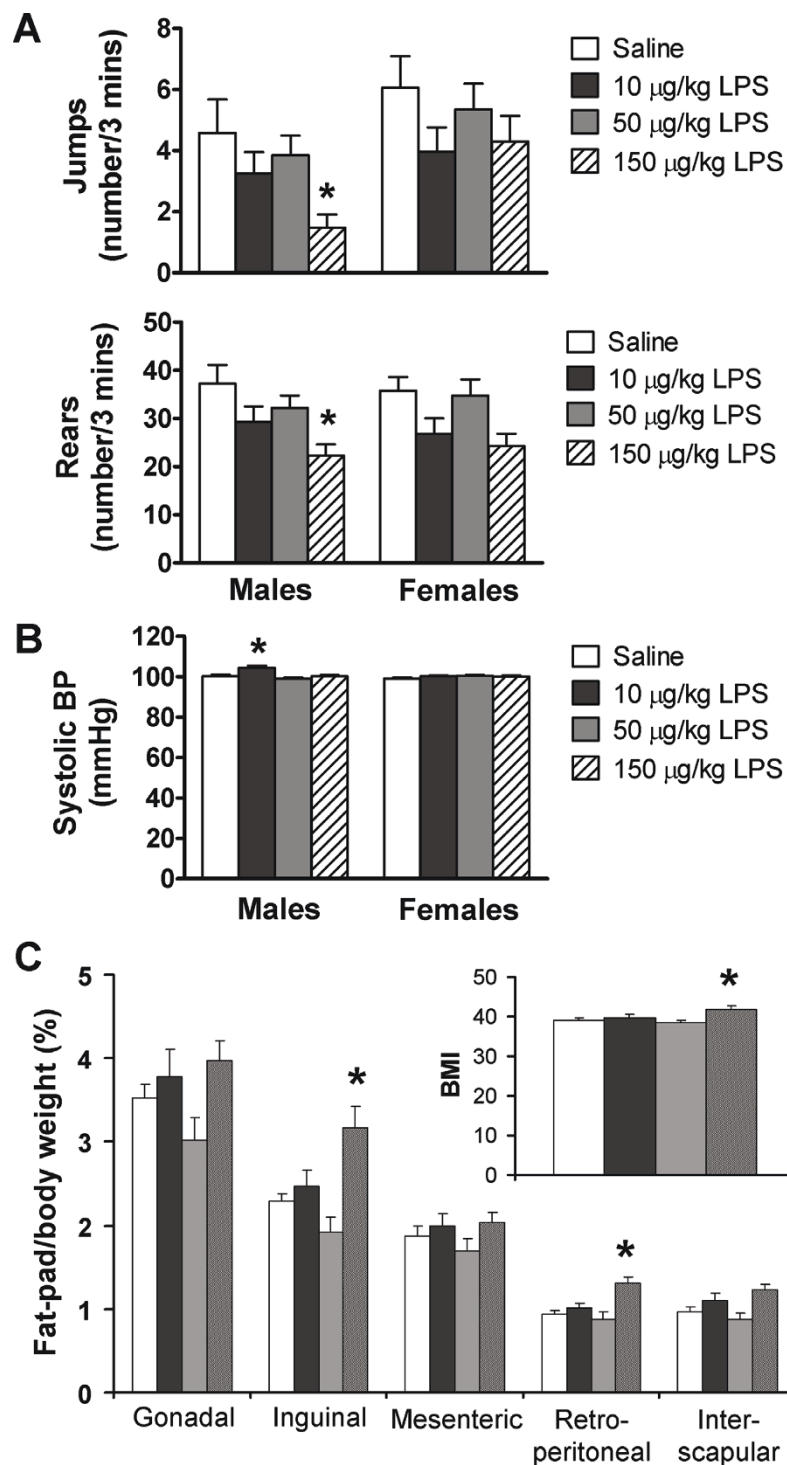 A
Jumps
(number/3 mins)
8
6
4
2
0
*
Saline
10 μg/kg LPS
50 μg/kg LPS
150 μg/kg LPS
Rears
(number/3 mins)
50
40
30
20
10
0
*
Males
Females
Saline
10 μg/kg LPS
50 μg/kg LPS
150 μg/kg LPS
B
Systolic BP
(mmHg)
120
100
80
60
40
20
0
*
Males
Females
Saline
10 μg/kg LPS
50 μg/kg LPS
150 μg/kg LPS
C
Fat-pad/body weight (%)
5
4
3
2
1
0
*
*
Gonadal
Inguinal
Mesenteric
Retro-
peritoneal
Inter-
scapular
BMI
50
40
30
40
10
0
*